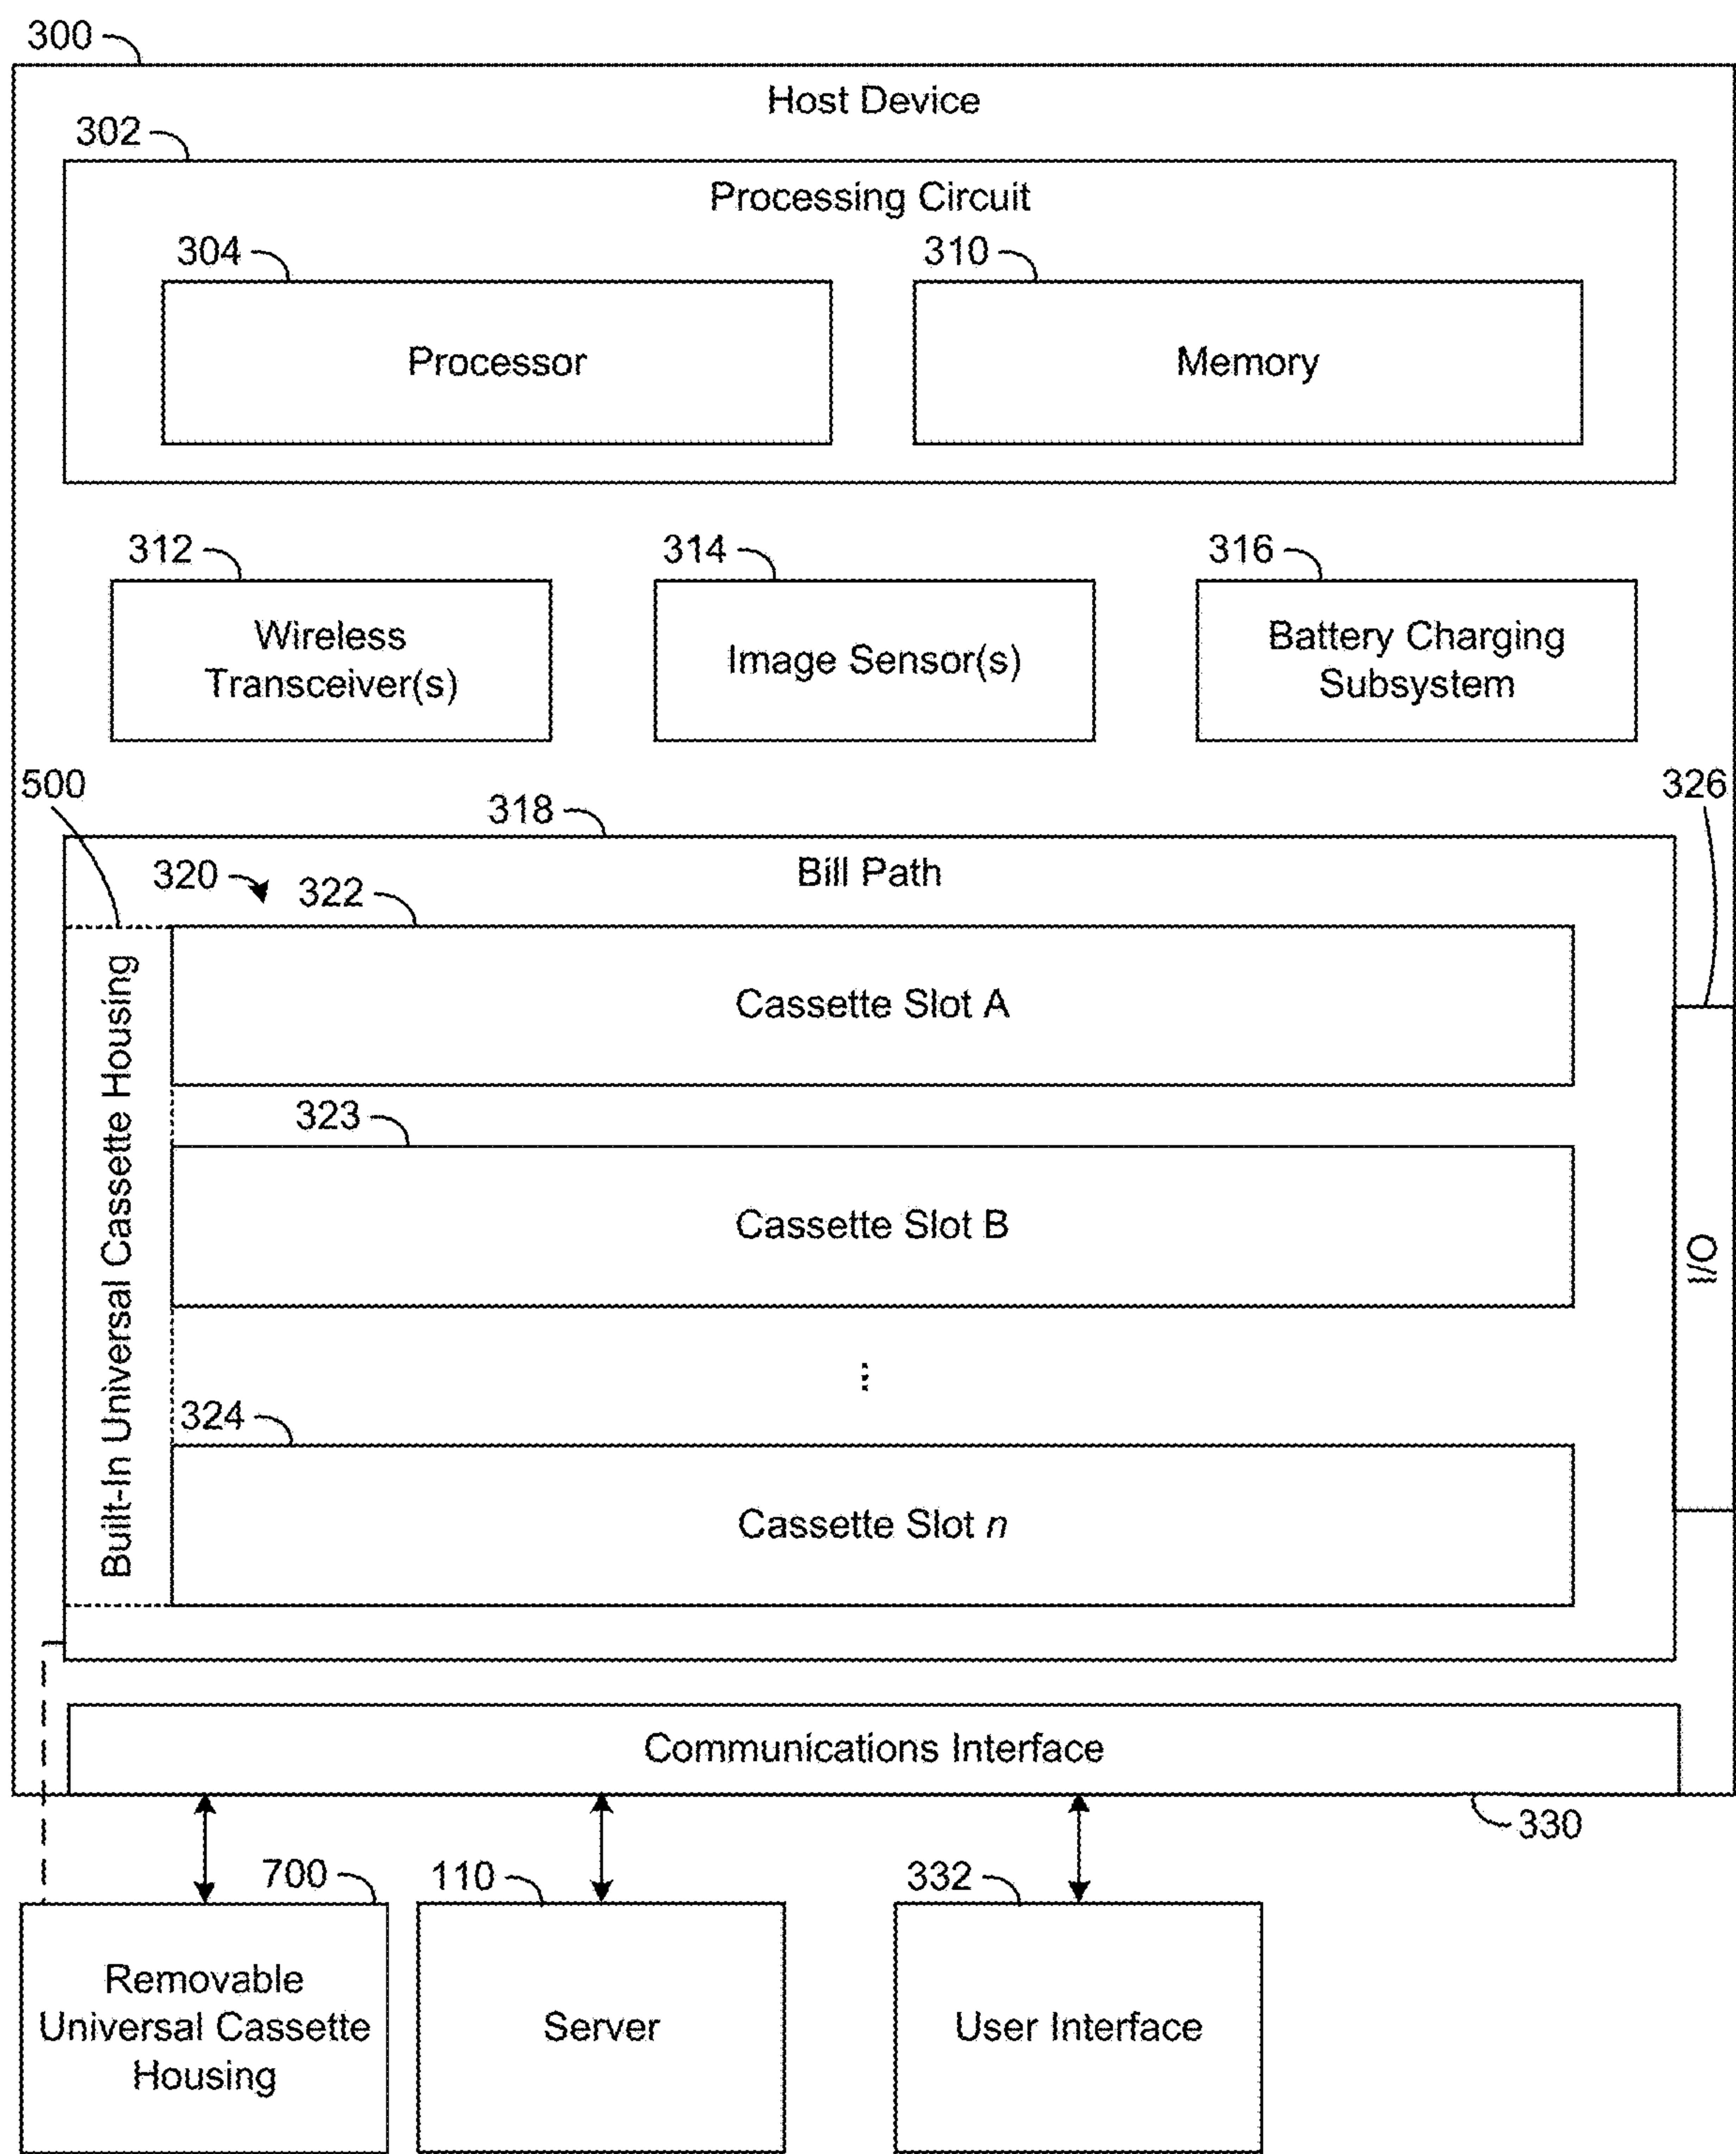 300
Host Device
302
Processing Circuit
304
310
Processor
Memory
312
314
316
Wireless
Transceiver(s)
Image Sensor(s)
Battery Charging
Subsystem
500
318
326
Bill Path
320
322
Built-In Universal Cassette Housing
Cassette Slot A
323
Cassette Slot B
I/O
⋮
324
Cassette Slot n
Communications Interface
330
700
110
332
Removable
Universal Cassette
Housing
Server
User Interface